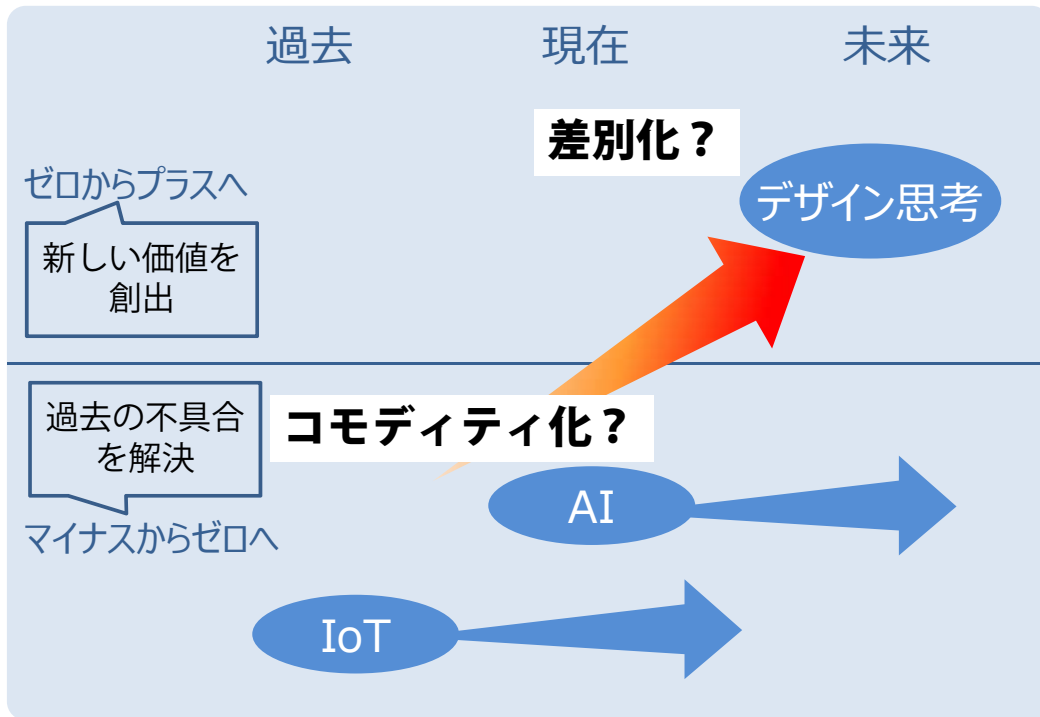 過去 現在 未来
差別化？
デザイン思考
ゼロからプラスへ
新しい価値を
創出
過去の不具合
を解決
コモディティ化？
マイナスからゼロへ
AI
IoT